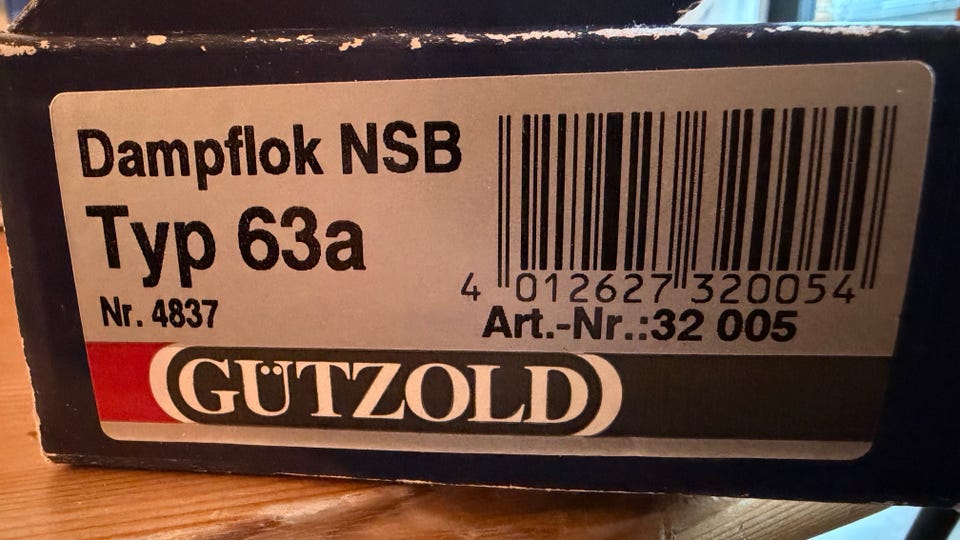 Dampflok NSB
Typ 63a
Nr. 4837
4 012627 320054
Art.-Nr.:32 005
GÜTZOLD